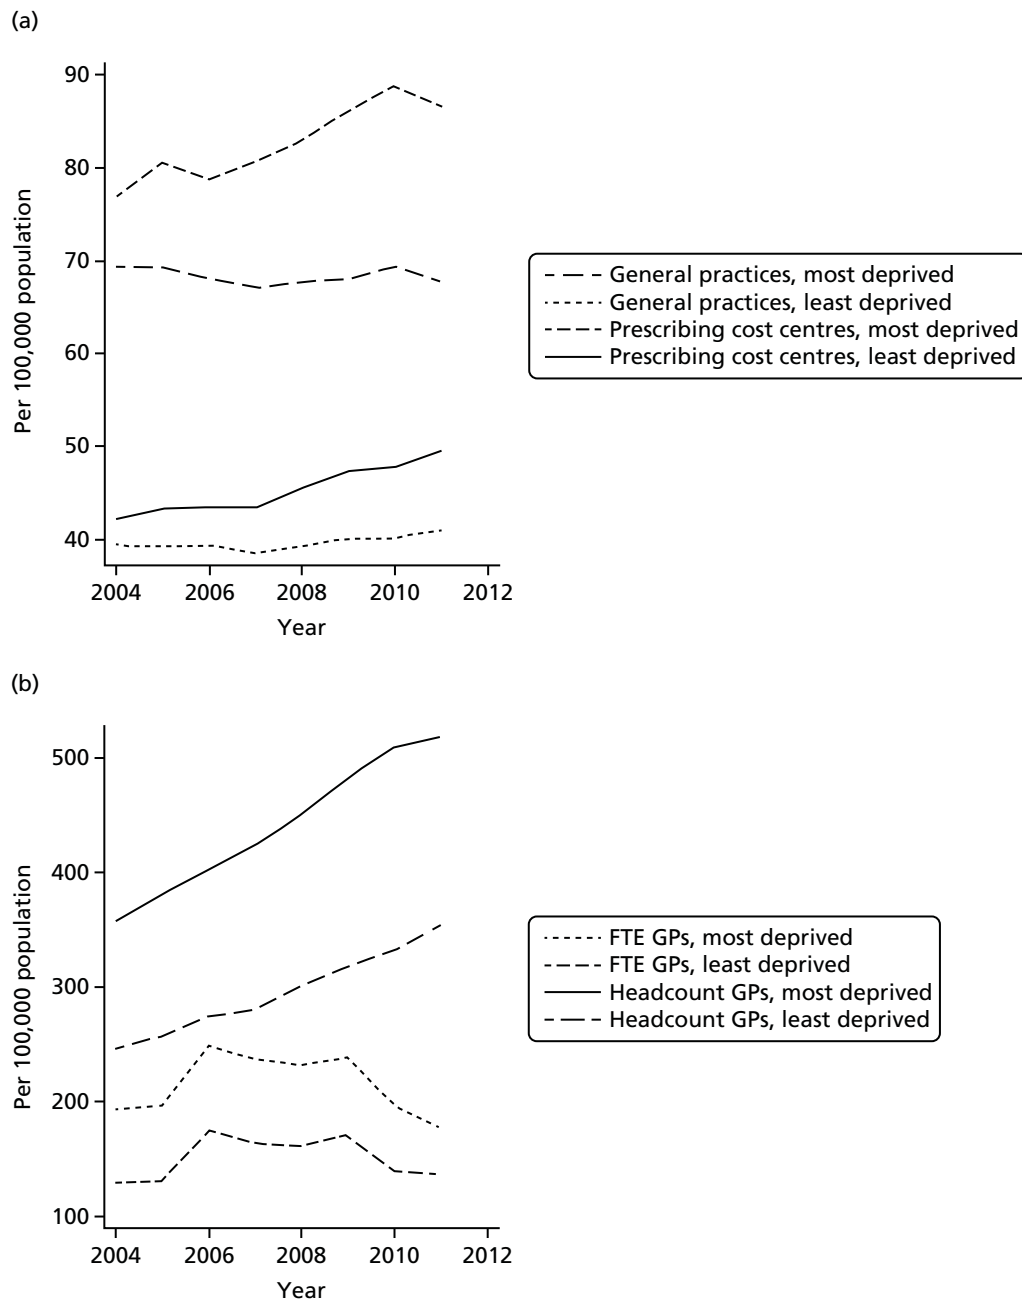 (a)
90
80
70
60
50
40
Per 100,000 population
2004 2006 2008 2010 2012
Year
General practices, most deprived
General practices, least deprived
Prescribing cost centres, most deprived
Prescribing cost centres, least deprived
(b)
500
400
300
200
100
Per 100,000 population
2004 2006 2008 2010 2012
Year
FTE GPs, most deprived
FTE GPs, least deprived
Headcount GPs, most deprived
Headcount GPs, least deprived